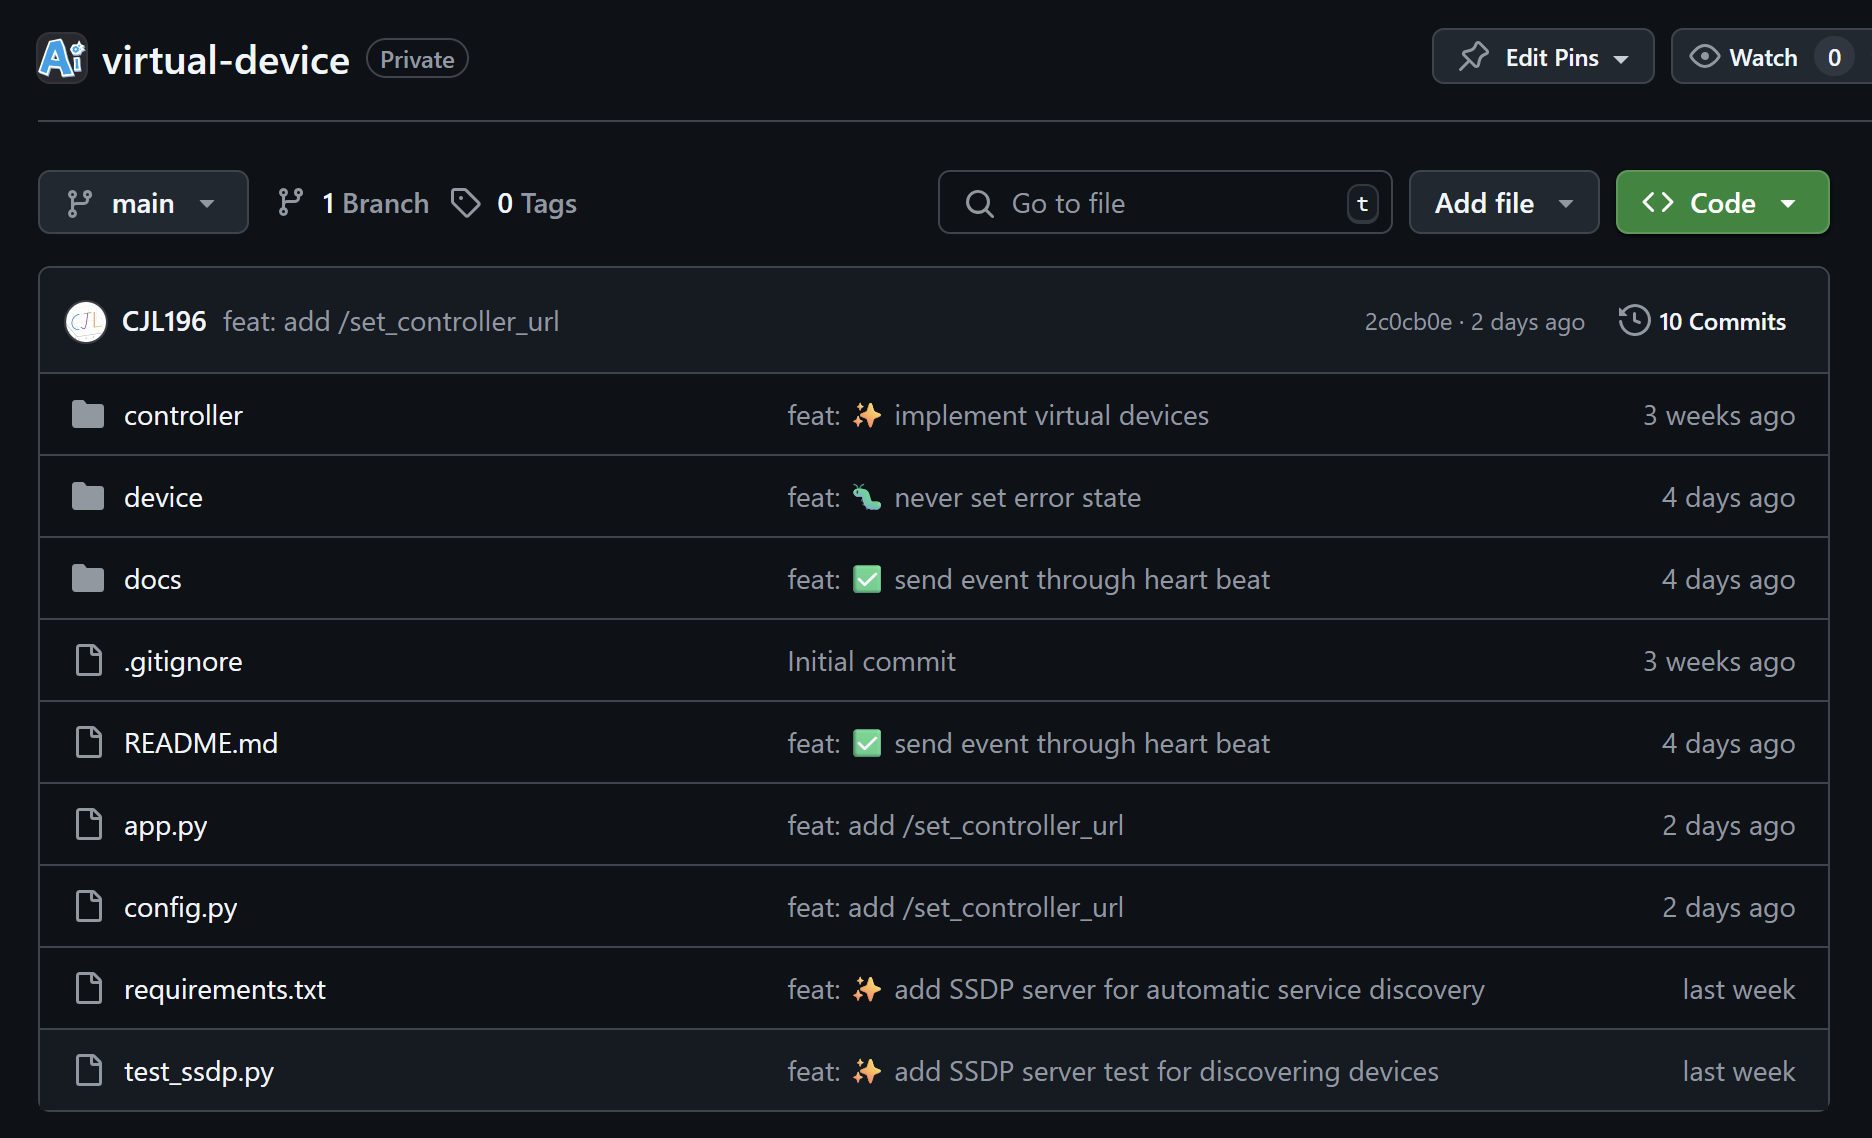 Ai virtual-device Private Edit Pins Watch 0
main 1 Branch 0 Tags Go to file t Add file <> Code
CJL CJL196 feat: add /set_controller_url 2c0cb0e · 2 days ago 10 Commits
controller feat: ✨ implement virtual devices 3 weeks ago
device feat: 🐛 never set error state 4 days ago
docs feat: ✅ send event through heart beat 4 days ago
.gitignore Initial commit 3 weeks ago
README.md feat: ✅ send event through heart beat 4 days ago
app.py feat: add /set_controller_url 2 days ago
config.py feat: add /set_controller_url 2 days ago
requirements.txt feat: ✨ add SSDP server for automatic service discovery last week
test_ssdp.py feat: ✨ add SSDP server test for discovering devices last week